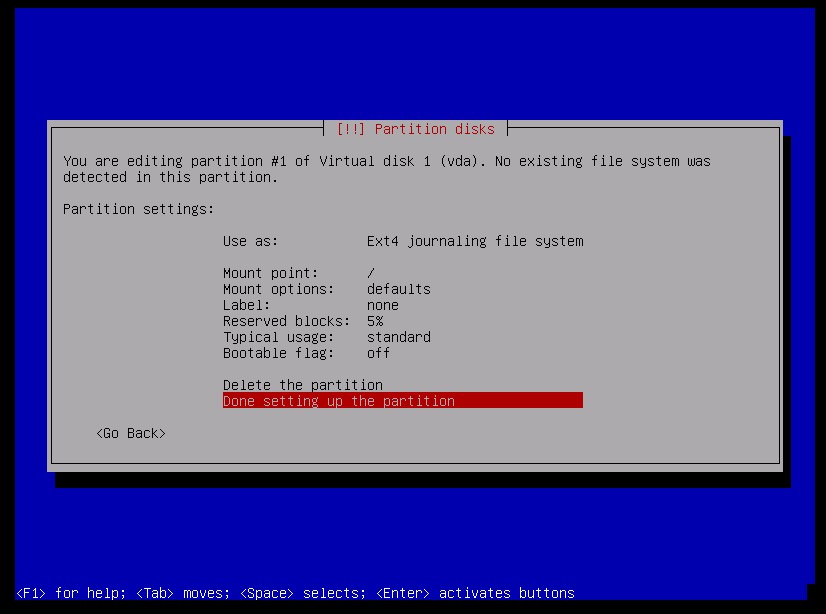 [!!] Partition disks
You are editing partition #1 of Virtual disk 1 (vda). No existing file system was
detected in this partition.
Partition settings:
Use as: Ext4 journaling file system
Mount point: /
Mount options: defaults
Label: none
Reserved blocks: 5%
Typical usage: standard
Bootable flag: off
Delete the partition
Done setting up the partition
<Go Back>
<F1> for help; <Tab> moves; <Space> selects; <Enter> activates buttons